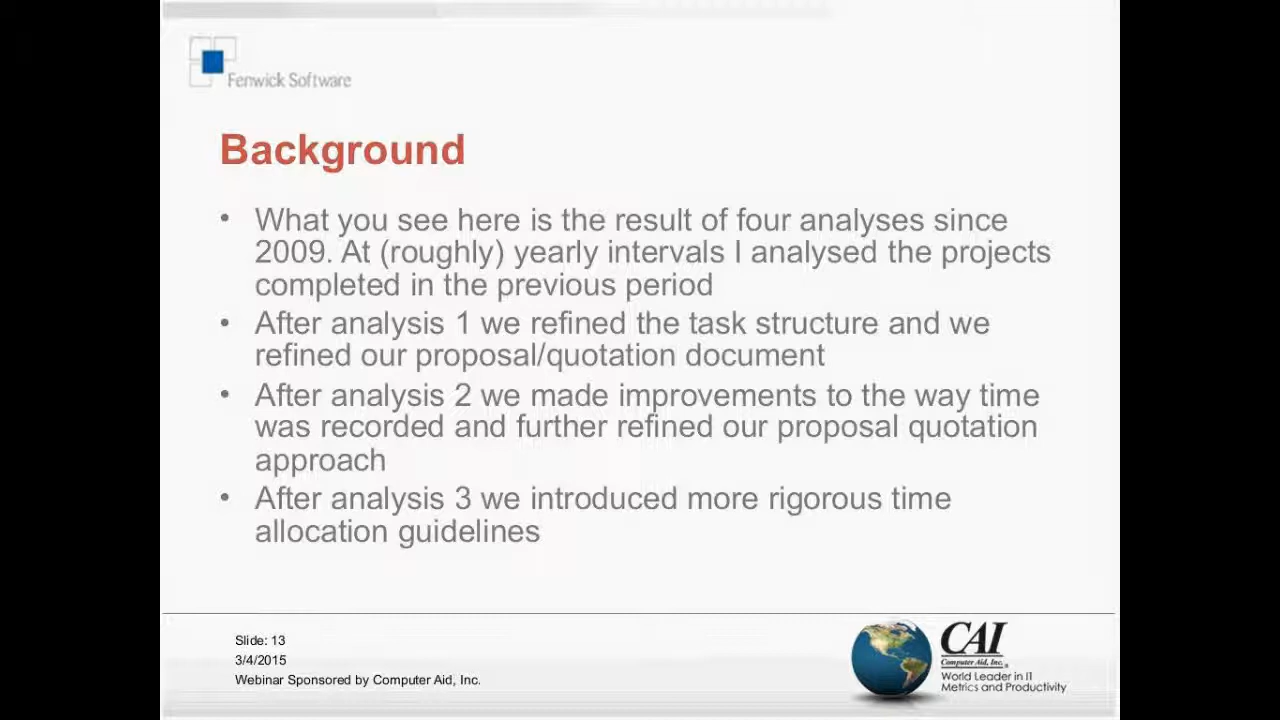 Fenwick Software
Background
• What you see here is the result of four analyses since
2009. At (roughly) yearly intervals I analysed the projects
completed in the previous period
• After analysis 1 we refined the task structure and we
refined our proposal/quotation document
• After analysis 2 we made improvements to the way time
was recorded and further refined our proposal quotation
approach
• After analysis 3 we introduced more rigorous time
allocation guidelines
Slide: 13
3/4/2015
Webinar Sponsored by Computer Aid, Inc.
CAI
Computer Aid, Inc.®
World Leader in IT
Metrics and Productivity